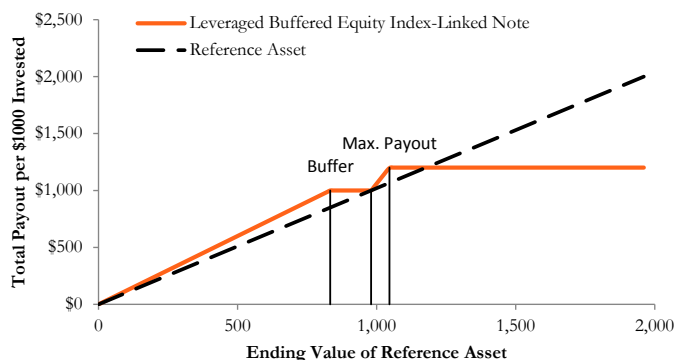 $2,500
Leveraged Buffered Equity Index-Linked Note
Reference Asset
$2,000
$1,500
Max. Payout
Buffer
$1,000
$500
$0
Total Payout per $1000 Invested
0
500
1,000
1,500
2,000
Ending Value of Reference Asset